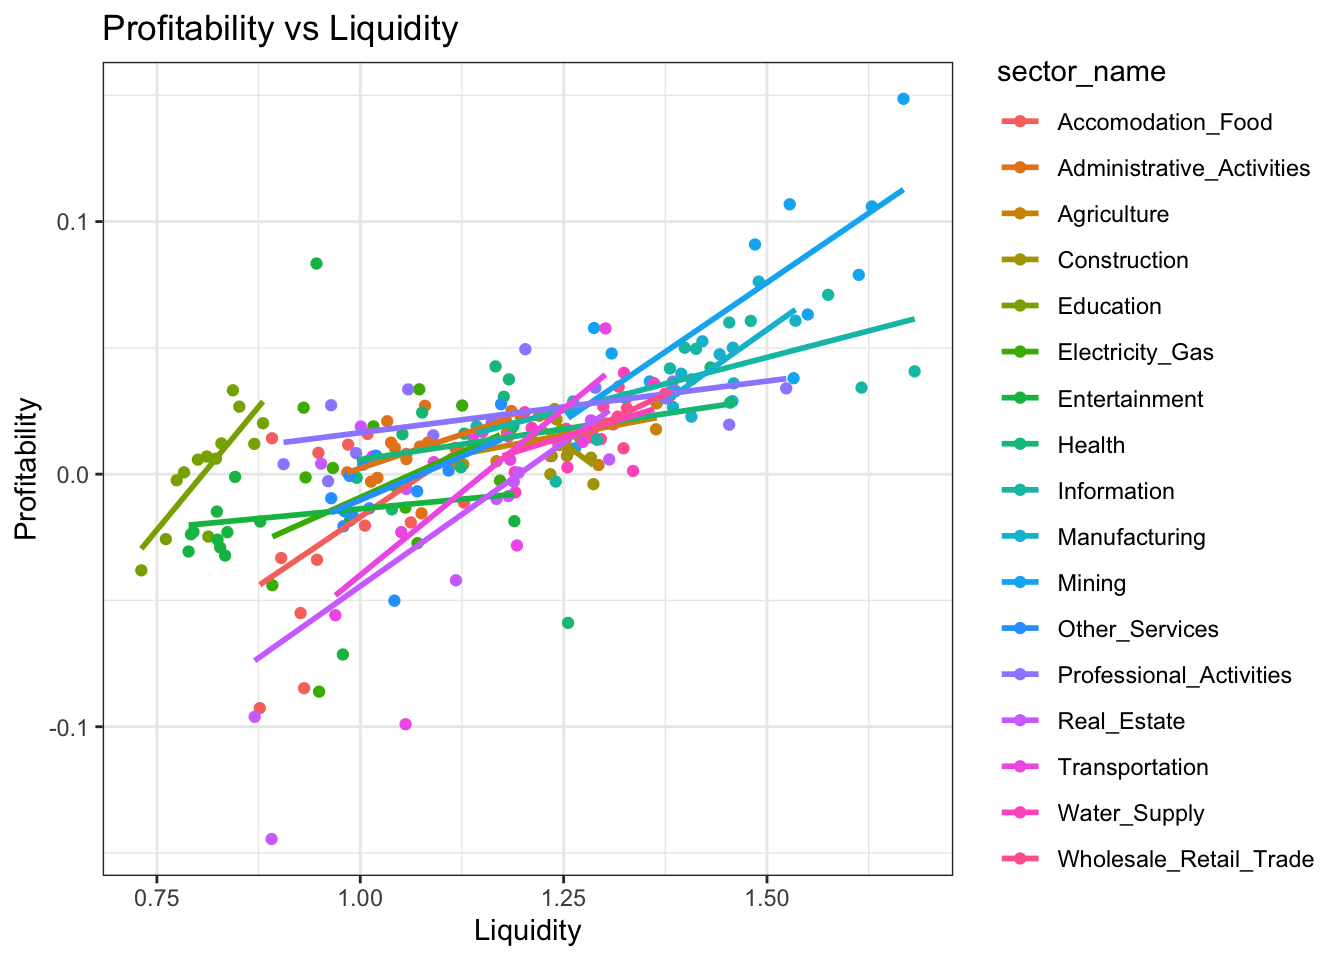 Profitability vs Liquidity
sector_name
Accomodation_Food
Administrative_Activities
Agriculture
Construction
Education
Electricity_Gas
Entertainment
Health
Information
Manufacturing
Mining
Other_Services
Professional_Activities
Real_Estate
Transportation
Water_Supply
Wholesale_Retail_Trade
Profitability
0.1
0.0
-0.1
0.75 1.00 1.25 1.50
Liquidity